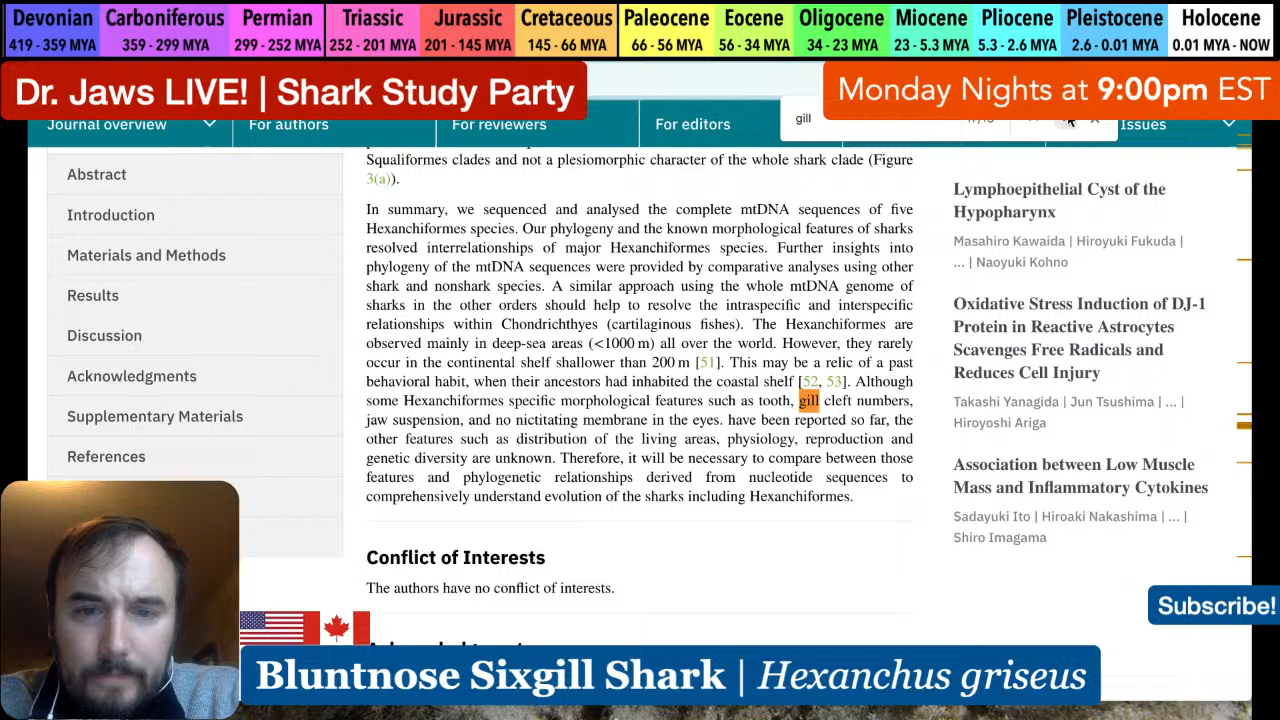 Devonian Carboniferous Permian Triassic Jurassic Cretaceous Paleocene Eocene Oligocene Miocene Pliocene Pleistocene Holocene
419 - 359 MYA 359 - 299 MYA 299 - 252 MYA 252 - 201 MYA 201 - 145 MYA 145 - 66 MYA 66 - 56 MYA 56 - 34 MYA 34 - 23 MYA 23 - 5.3 MYA 5.3 - 2.6 MYA 2.6 - 0.01 MYA 0.01 MYA - NOW
Dr. Jaws LIVE! | Shark Study Party
Monday Nights at 9:00pm EST
Journal overview For authors For reviewers For editors gill Issues
Abstract
Introduction
Materials and Methods
Results
Discussion
Acknowledgments
Supplementary Materials
References
Squaliformes clades and not a plesiomorphic character of the whole shark clade (Figure
3(a)).
In summary, we sequenced and analysed the complete mtDNA sequences of five
Hexanchiformes species. Our phylogeny and the known morphological features of sharks
resolved interrelationships of major Hexanchiformes species. Further insights into
phylogeny of the mtDNA sequences were provided by comparative analyses using other
shark and nonshark species. A similar approach using the whole mtDNA genome of
sharks in the other orders should help to resolve the intraspecific and interspecific
relationships within Chondrichthyes (cartilaginous fishes). The Hexanchiformes are
observed mainly in deep-sea areas (<1000 m) all over the world. However, they rarely
occur in the continental shelf shallower than 200 m [51]. This may be a relic of a past
behavioral habit, when their ancestors had inhabited the coastal shelf [52, 53]. Although
some Hexanchiformes specific morphological features such as tooth, gill cleft numbers,
jaw suspension, and no nictitating membrane in the eyes. have been reported so far, the
other features such as distribution of the living areas, physiology, reproduction and
genetic diversity are unknown. Therefore, it will be necessary to compare between those
features and phylogenetic relationships derived from nucleotide sequences to
comprehensively understand evolution of the sharks including Hexanchiformes.
Conflict of Interests
The authors have no conflict of interests.
Lymphoepithelial Cyst of the
Hypopharynx
Masahiro Kawaida | Hiroyuki Fukuda |
... | Naoyuki Kohno
Oxidative Stress Induction of DJ-1
Protein in Reactive Astrocytes
Scavenges Free Radicals and
Reduces Cell Injury
Takashi Yanagida | Jun Tsushima | ... |
Hiroyoshi Ariga
Association between Low Muscle
Mass and Inflammatory Cytokines
Sadayuki Ito | Hiroaki Nakashima | ... |
Shiro Imagama
Subscribe!
Bluntnose Sixgill Shark | Hexanchus griseus